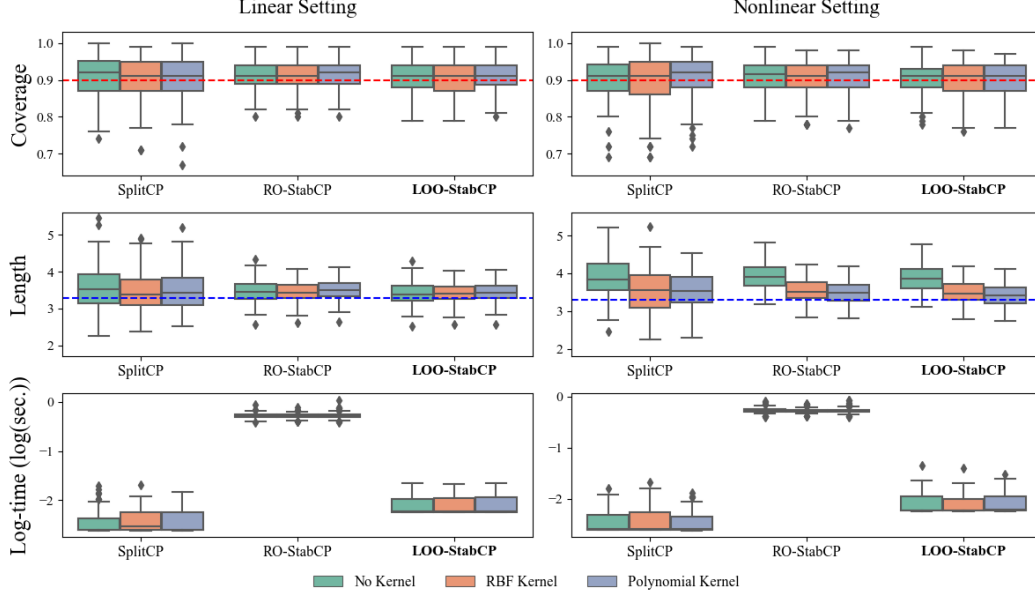 Linear Setting
Nonlinear Setting
Coverage
1.0
0.9
0.8
0.7
SplitCP
RO-StabCP
LOO-StabCP
1.0
0.9
0.8
0.7
SplitCP
RO-StabCP
LOO-StabCP
Length
5
4
3
2
SplitCP
RO-StabCP
LOO-StabCP
5
4
3
2
SplitCP
RO-StabCP
LOO-StabCP
Log-time (log(sec.))
0
−1
−2
SplitCP
RO-StabCP
LOO-StabCP
0
−1
−2
SplitCP
RO-StabCP
LOO-StabCP
No Kernel
RBF Kernel
Polynomial Kernel